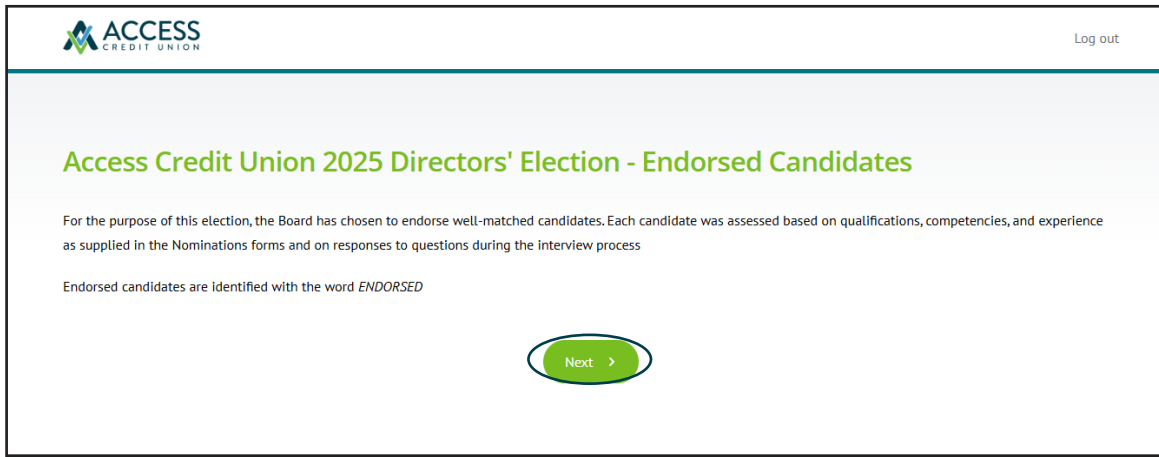 ACCESS
CREDIT UNION
Log out
Access Credit Union 2025 Directors' Election - Endorsed Candidates
For the purpose of this election, the Board has chosen to endorse well-matched candidates. Each candidate was assessed based on qualifications, competencies, and experience
as supplied in the Nominations forms and on responses to questions during the interview process
Endorsed candidates are identified with the word ENDORSED
Next >